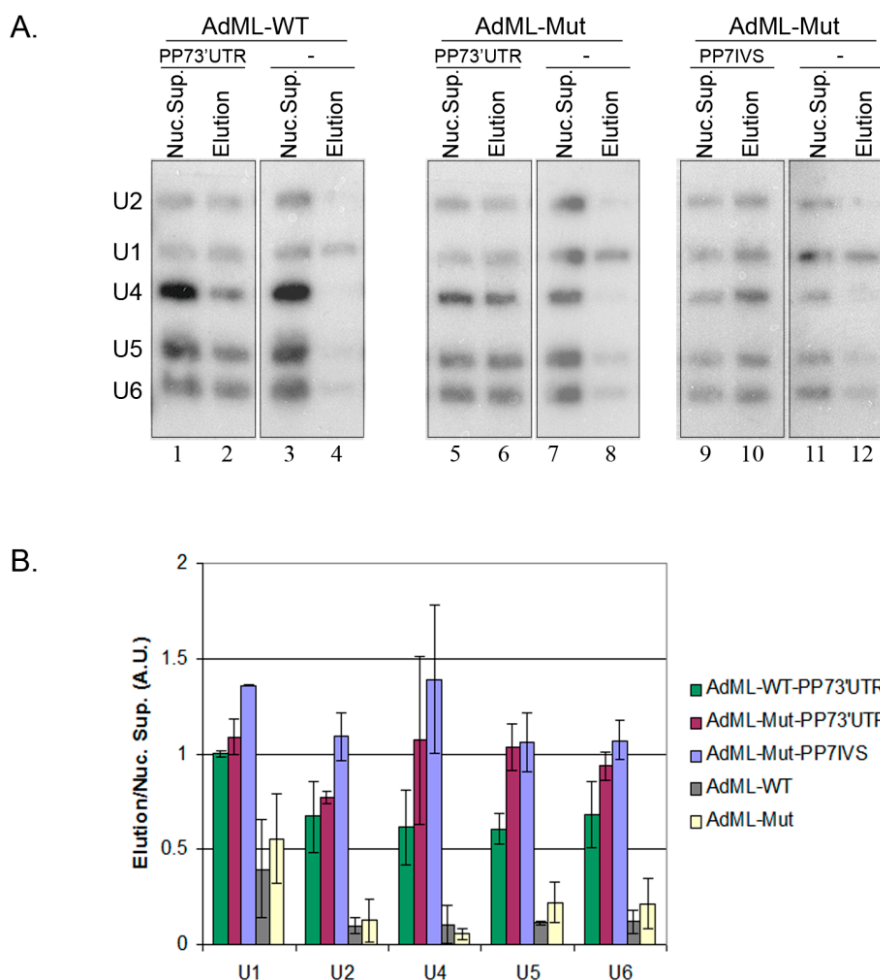 A.
AdML-WT AdML-Mut AdML-Mut
PP73'UTR - PP73'UTR - PP7IVS -
Nuc.Sup. Elution Nuc.Sup. Elution Nuc.Sup. Elution Nuc.Sup. Elution Nuc.Sup. Elution Nuc.Sup. Elution
U2
U1
U4
U5
U6
1 2 3 4 5 6 7 8 9 10 11 12
B.
Elution/Nuc. Sup. (A.U.)
2
1.5
1
0.5
0
U1 U2 U4 U5 U6
AdML-WT-PP73'UTR
AdML-Mut-PP73'UTR
AdML-Mut-PP7IVS
AdML-WT
AdML-Mut